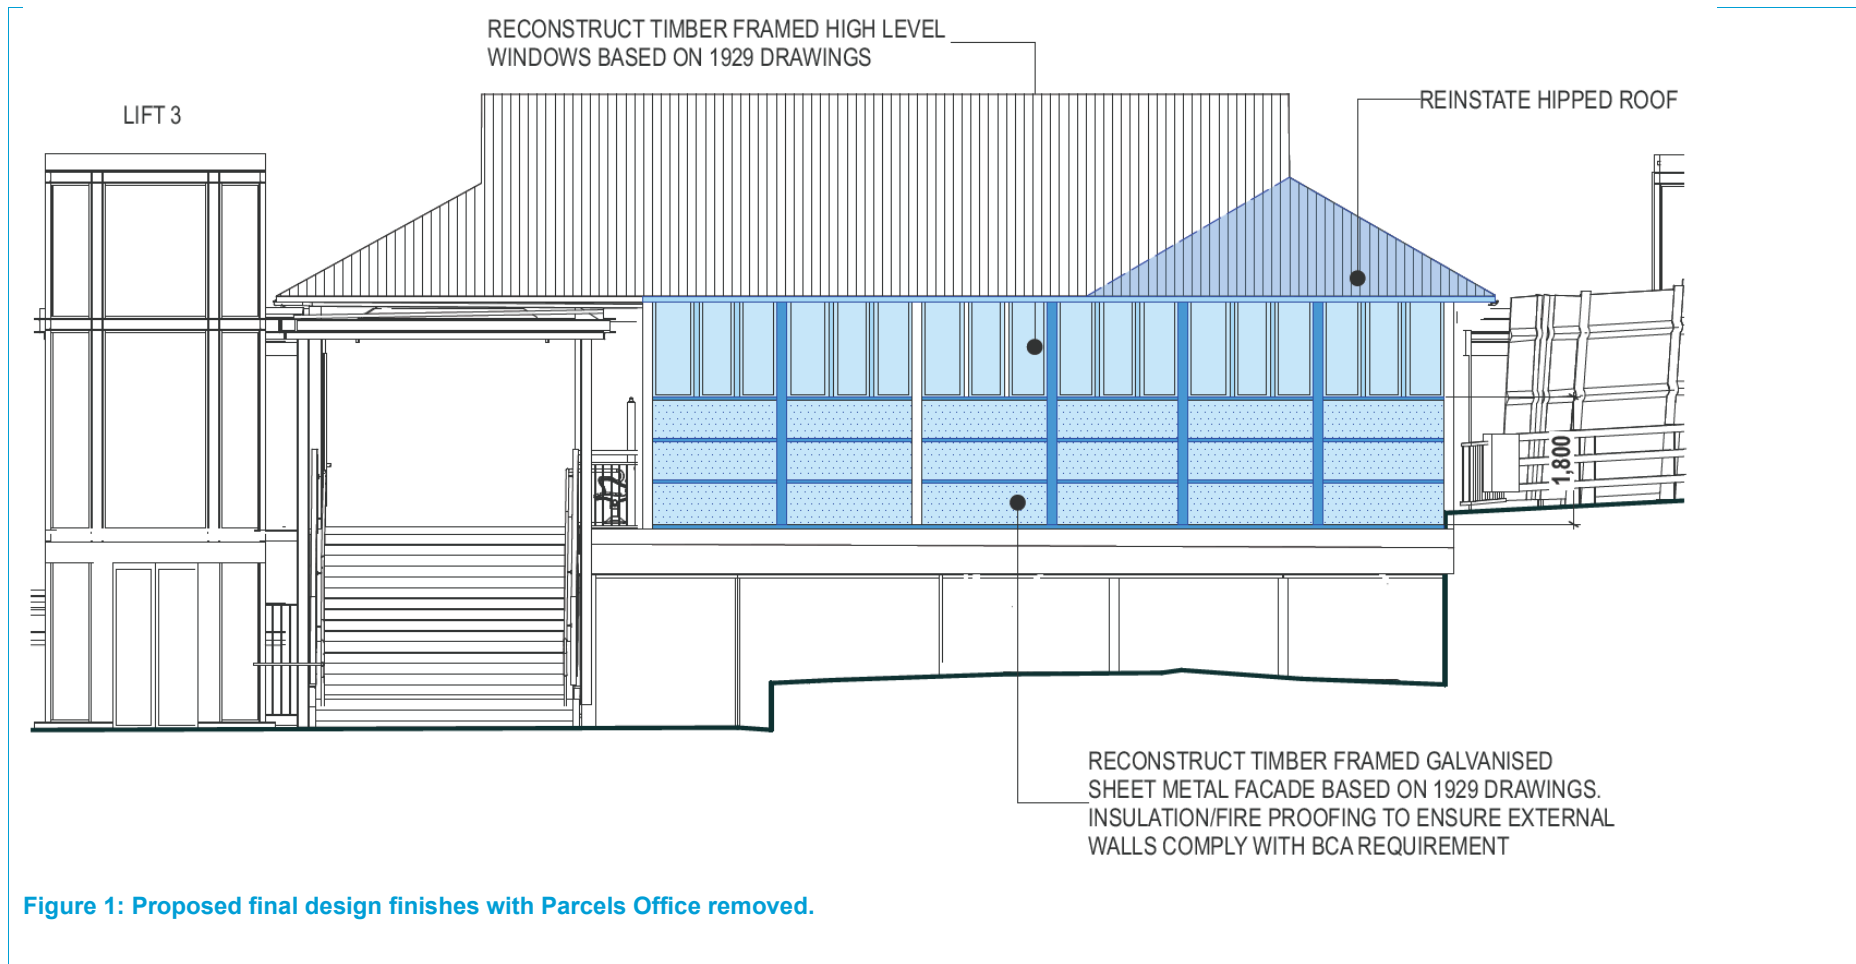 RECONSTRUCT TIMBER FRAMED HIGH LEVEL
WINDOWS BASED ON 1929 DRAWINGS
LIFT 3
REINSTATE HIPPED ROOF
1,800
RECONSTRUCT TIMBER FRAMED GALVANISED
SHEET METAL FACADE BASED ON 1929 DRAWINGS.
INSULATION/FIRE PROOFING TO ENSURE EXTERNAL
WALLS COMPLY WITH BCA REQUIREMENT
Figure 1: Proposed final design finishes with Parcels Office removed.